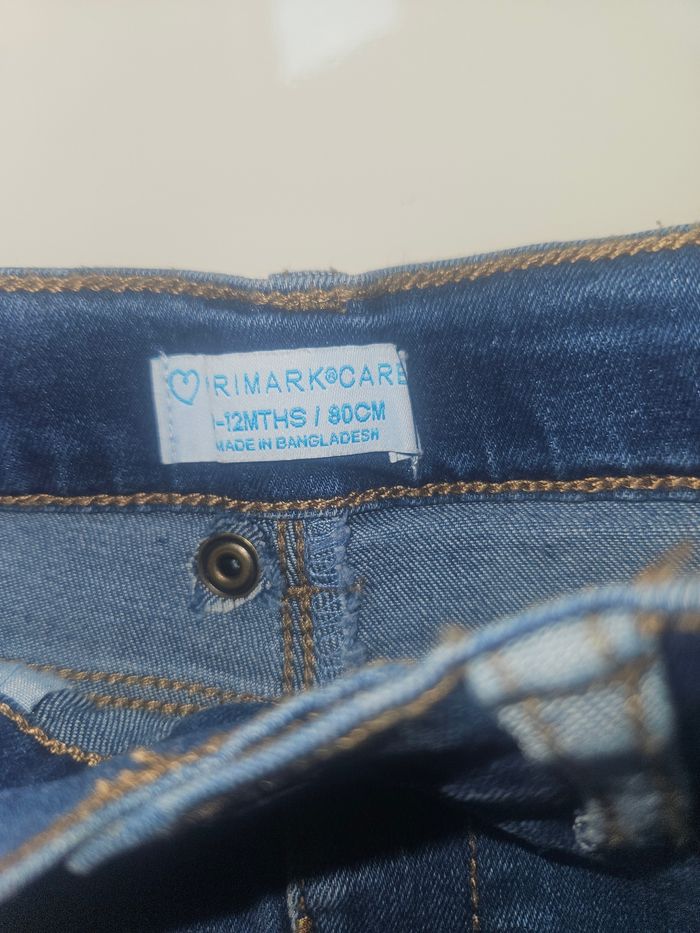 RIMARK®CARE
-12MTHS / 80CM
MADE IN BANGLADESH